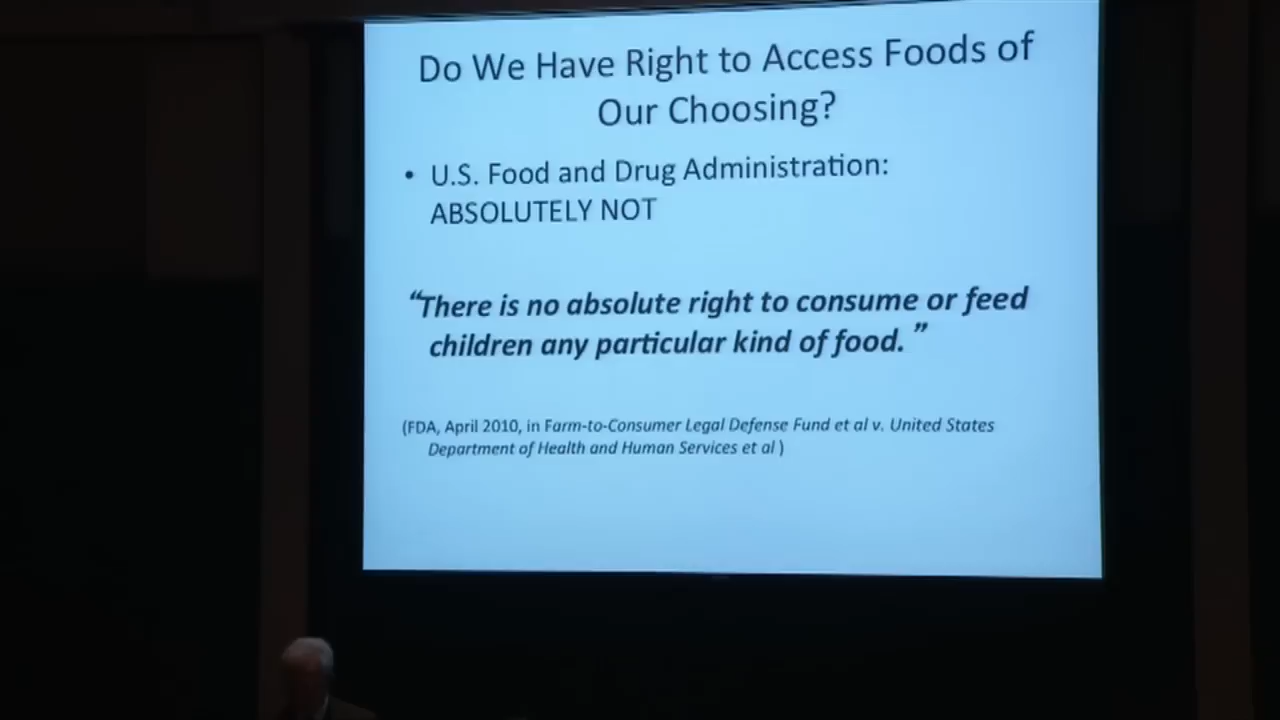 Do We Have Right to Access Foods of
Our Choosing?
• U.S. Food and Drug Administration:
ABSOLUTELY NOT
“There is no absolute right to consume or feed
children any particular kind of food. ”
(FDA, April 2010, in Farm-to-Consumer Legal Defense Fund et al v. United States
Department of Health and Human Services et al )